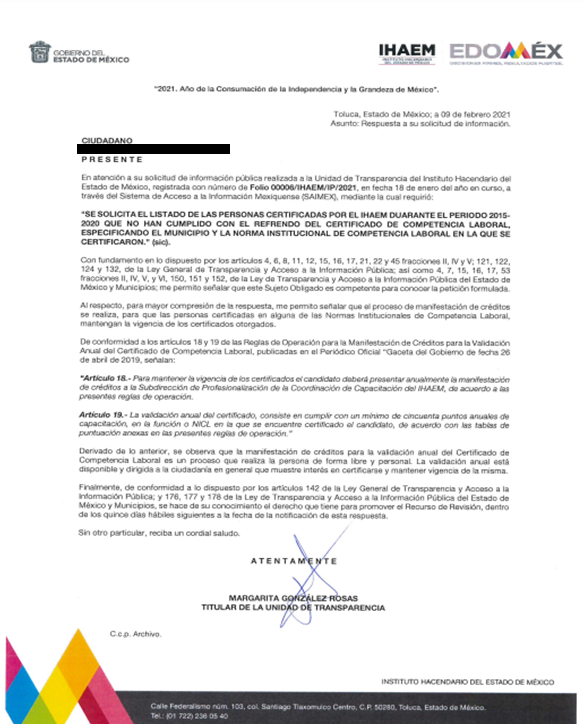 GOBIERNO DEL
ESTADO DE MÉXICO
IHAEM
INSTITUTO HACENDARIO
DEL ESTADO DE MÉXICO
EDOMÉX
DECISIONES FIRMES, RESULTADOS FUERTES.
"2021. Año de la Consumación de la Independencia y la Grandeza de México".
Toluca, Estado de México; a 09 de febrero 2021
Asunto: Respuesta a su solicitud de información.
CIUDADANO
P R E S E N T E
En atención a su solicitud de información pública realizada a la Unidad de Transparencia del Instituto Hacendario del
Estado de México, registrada con número de Folio 00006/IHAEM/IP/2021, en fecha 18 de enero del año en curso, a
través del Sistema de Acceso a la Información Mexiquense (SAIMEX), mediante la cual requirió:
"SE SOLICITA EL LISTADO DE LAS PERSONAS CERTIFICADAS POR EL IHAEM DUARANTE EL PERIODO 2015-
2020 QUE NO HAN CUMPLIDO CON EL REFRENDO DEL CERTIFICADO DE COMPETENCIA LABORAL,
ESPECIFICANDO EL MUNICIPIO Y LA NORMA INSTITUCIONAL DE COMPETENCIA LABORAL EN LA QUE SE
CERTIFICARON." (sic).
Con fundamento en lo dispuesto por los artículos 4, 6, 8, 11, 12, 15, 16, 17, 21, 22 y 45 fracciones II, IV y V; 121, 122,
124 y 132, de la Ley General de Transparencia y Acceso a la Información Pública; así como 4, 7, 15, 16, 17, 53
fracciones II, IV, V, y VI, 150, 151 y 152, de la Ley de Transparencia y Acceso a la Información Pública del Estado de
México y Municipios; me permito señalar que este Sujeto Obligado es competente para conocer la petición formulada.
Al respecto, para mayor compresión de la respuesta, me permito señalar que el proceso de manifestación de créditos
se realiza, para que las personas certificadas en alguna de las Normas Institucionales de Competencia Laboral,
mantengan la vigencia de los certificados otorgados.
De conformidad a los artículos 18 y 19 de las Reglas de Operación para la Manifestación de Créditos para la Validación
Anual del Certificado de Competencia Laboral, publicadas en el Periódico Oficial "Gaceta del Gobierno de fecha 26
de abril de 2019, señalan:
"Artículo 18.- Para mantener la vigencia de los certificados el candidato deberá presentar anualmente la manifestación
de créditos a la Subdirección de Profesionalización de la Coordinación de Capacitación del IHAEM, de acuerdo a las
presentes reglas de operación.
Artículo 19.- La validación anual del certificado, consiste en cumplir con un mínimo de cincuenta puntos anuales de
capacitación, en la función o NICL en la que se encuentre certificado el candidato, de acuerdo con las tablas de
puntuación anexas en las presentes reglas de operación."
Derivado de lo anterior, se observa que la manifestación de créditos para la validación anual del Certificado de
Competencia Laboral es un proceso que realiza la persona de forma libre y personal. La validación anual está
disponible y dirigida a la ciudadanía en general que muestre interés en certificarse y mantener vigencia de la misma.
Finalmente, de conformidad a lo dispuesto por los artículos 142 de la Ley General de Transparencia y Acceso a la
Información Pública; y 176, 177 y 178 de la Ley de Transparencia y Acceso a la Información Pública del Estado de
México y Municipios, se hace de su conocimiento el derecho que tiene para promover el Recurso de Revisión, dentro
de los quince días hábiles siguientes a la fecha de la notificación de esta respuesta.
Sin otro particular, reciba un cordial saludo.
A T E N T A M E N T E
MARGARITA GONZÁLEZ ROSAS
TITULAR DE LA UNIDAD DE TRANSPARENCIA
C.c.p. Archivo.
INSTITUTO HACENDARIO DEL ESTADO DE MÉXICO
Calle Federalismo núm. 103, col. Santiago Tlaxomulco Centro, C.P. 50280, Toluca, Estado de México.
Tel.: (01 722) 236 05 40